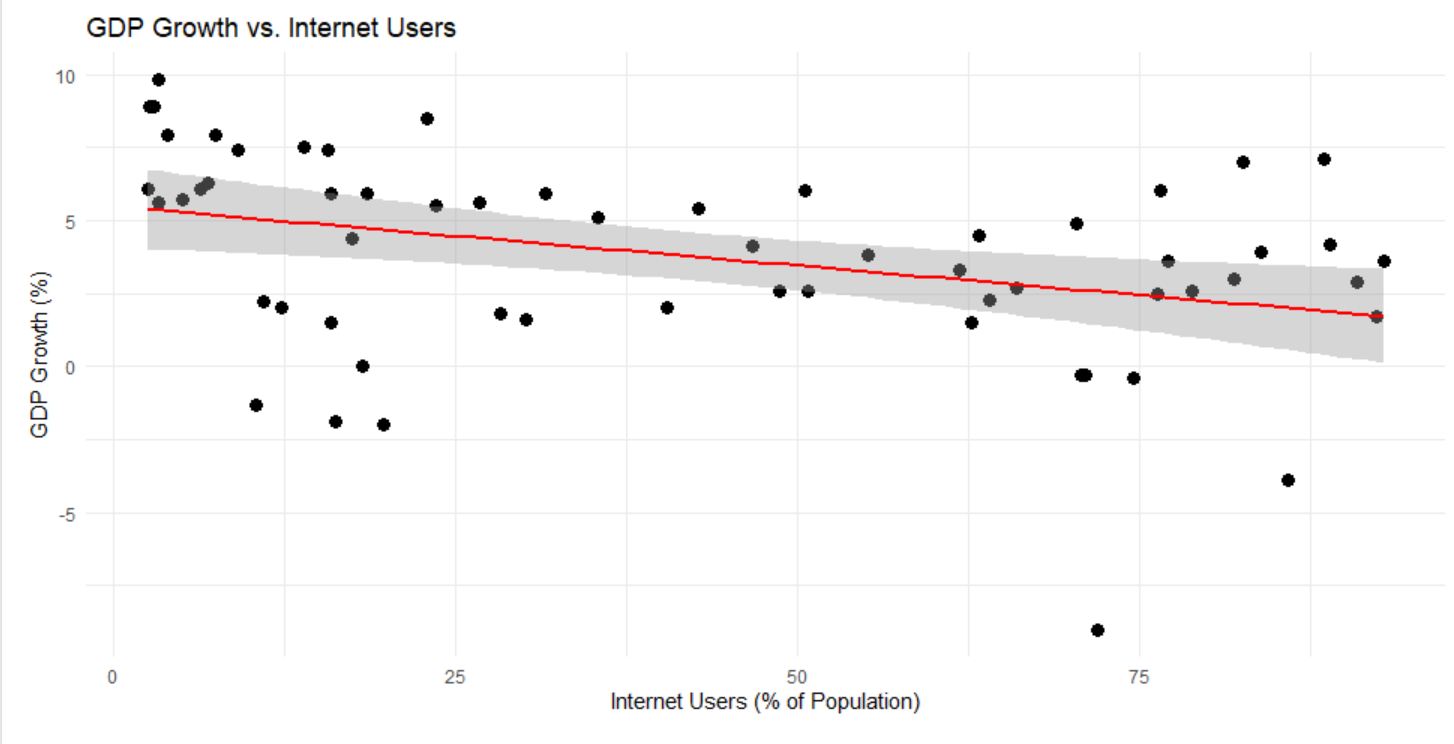 GDP Growth vs. Internet Users
10
5
0
-5
GDP Growth (%)
0 25 50 75
Internet Users (% of Population)